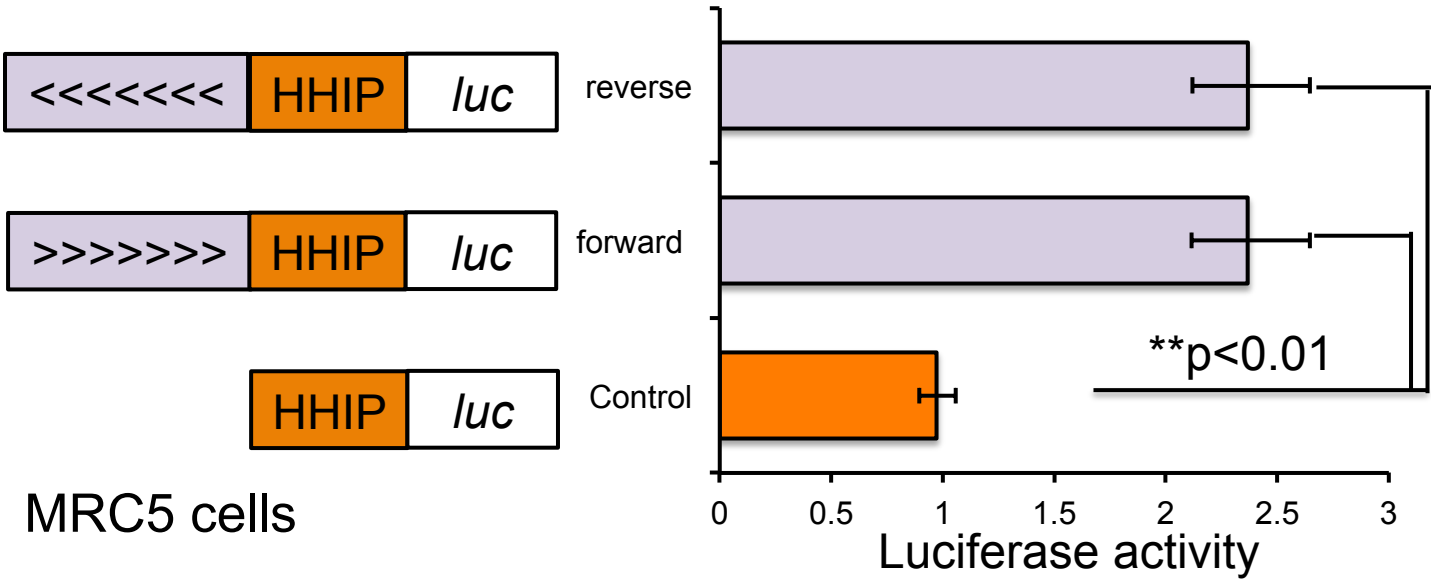 <<<<<<< HHIP luc reverse
>>>>>>> HHIP luc forward
**p<0.01
HHIP luc Control
MRC5 cells
0 0.5 1 1.5 2 2.5 3
Luciferase activity